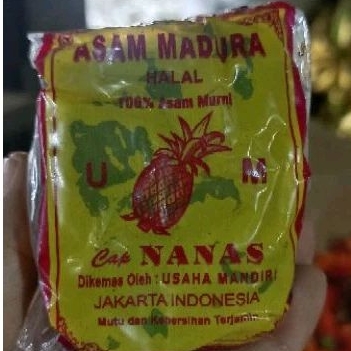 ASAM MADURA
HALAL
100% Asam Murni
U M
Cap NANAS
Dikemas Oleh : USAHA MANDIRI
JAKARTA INDONESIA
Mutu dan Kebersihan Terjamin